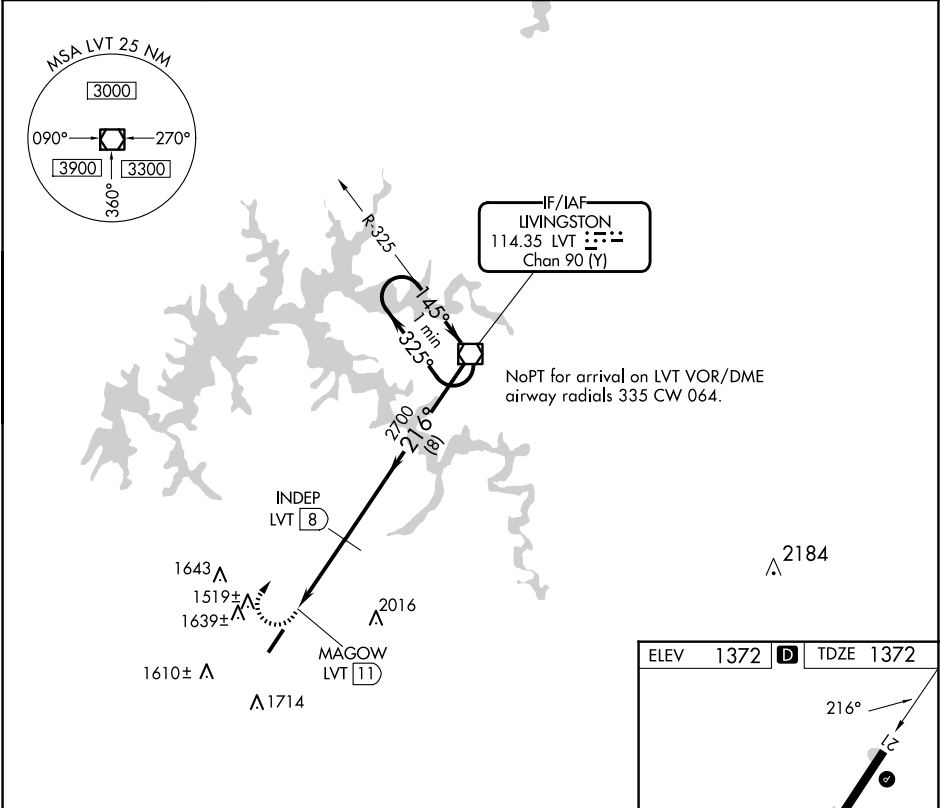 MSA LVT 25 NM
3000
090°
270°
3900
3300
360°
R-325
IF/IAF
LIVINGSTON
114.35 LVT
Chan 90 (Y)
145°
1 min
325°
NoPT for arrival on LVT VOR/DME
airway radials 335 CW 064.
2700
216°
(8)
INDEP
LVT 8
2184
1643
1519±
1639±
2016
MAGOW
LVT 11
1610±
1714
ELEV 1372 D TDZE 1372
216°
21
P